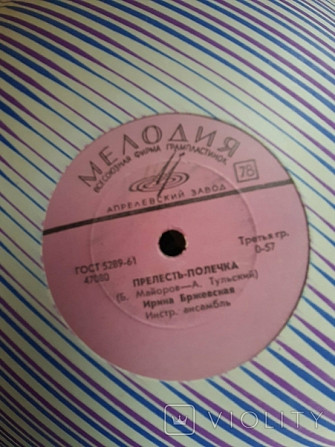 МЕЛОДИЯ
ВСЕСОЮЗНАЯ ФИРМА ГРАМПЛАСТИНОК
78
АПРЕЛЕВСКИЙ ЗАВОД
ГОСТ 5289-61
47080
Третья гр.
0-57
ПРЕЛЕСТЬ-ПОЛЕЧКА
(Б. Майоров—А. Тульский)
Ирина Бржевская
Инстр. ансамбль
VIOLITY